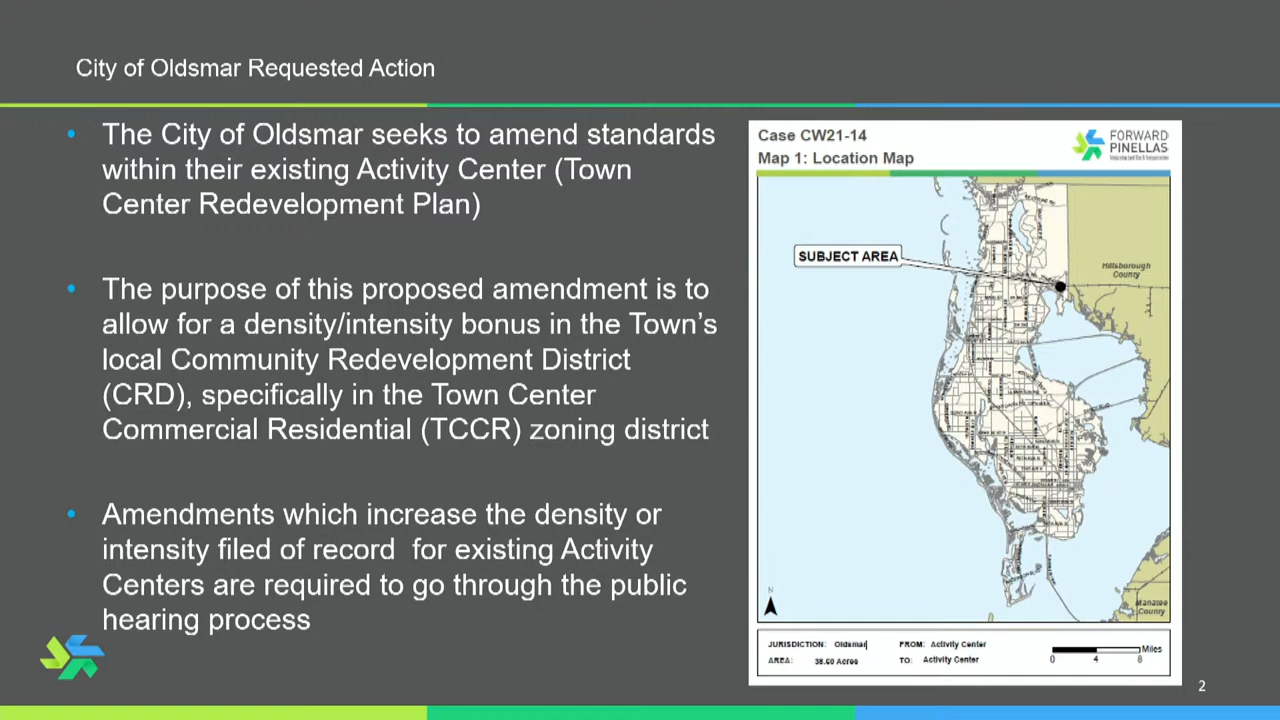 City of Oldsmar Requested Action
• The City of Oldsmar seeks to amend standards
within their existing Activity Center (Town
Center Redevelopment Plan)
• The purpose of this proposed amendment is to
allow for a density/intensity bonus in the Town's
local Community Redevelopment District
(CRD), specifically in the Town Center
Commercial Residential (TCCR) zoning district
• Amendments which increase the density or
intensity filed of record for existing Activity
Centers are required to go through the public
hearing process
Case CW21-14
Map 1: Location Map
FORWARD
PINELLAS
SUBJECT AREA
Hillsborough
County
Manatee
County
N
JURISDICTION: Oldsmar
FROM: Activity Center
AREA: 38.60 Acres
TO: Activity Center
Miles
0 4 8
2